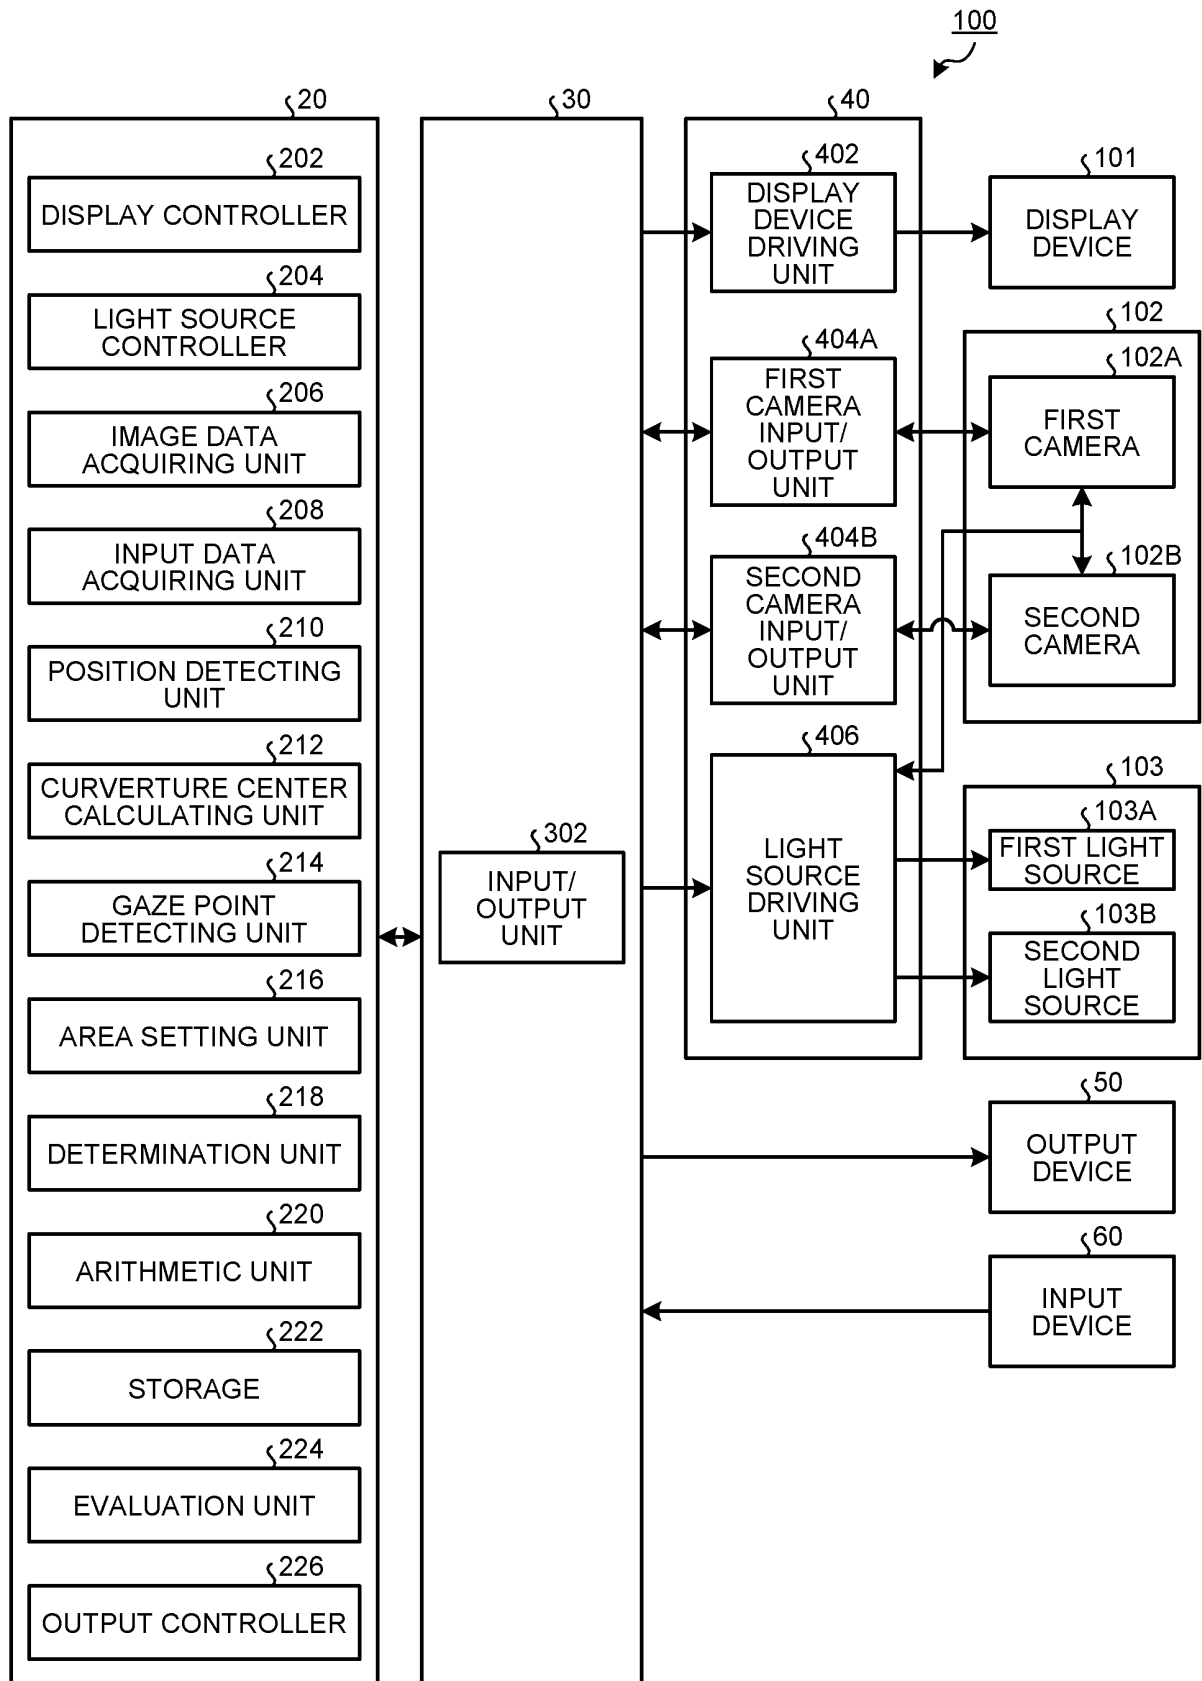 100
20
202
DISPLAY CONTROLLER
204
LIGHT SOURCE
CONTROLLER
206
IMAGE DATA
ACQUIRING UNIT
208
INPUT DATA
ACQUIRING UNIT
210
POSITION DETECTING
UNIT
212
CURVERTURE CENTER
CALCULATING UNIT
214
GAZE POINT
DETECTING UNIT
216
AREA SETTING UNIT
218
DETERMINATION UNIT
220
ARITHMETIC UNIT
222
STORAGE
224
EVALUATION UNIT
226
OUTPUT CONTROLLER
30
302
INPUT/
OUTPUT
UNIT
40
402
DISPLAY
DEVICE
DRIVING
UNIT
404A
FIRST
CAMERA
INPUT/
OUTPUT
UNIT
404B
SECOND
CAMERA
INPUT/
OUTPUT
UNIT
406
LIGHT
SOURCE
DRIVING
UNIT
101
DISPLAY
DEVICE
102
102A
FIRST
CAMERA
102B
SECOND
CAMERA
103
103A
FIRST LIGHT
SOURCE
103B
SECOND
LIGHT
SOURCE
50
OUTPUT
DEVICE
60
INPUT
DEVICE